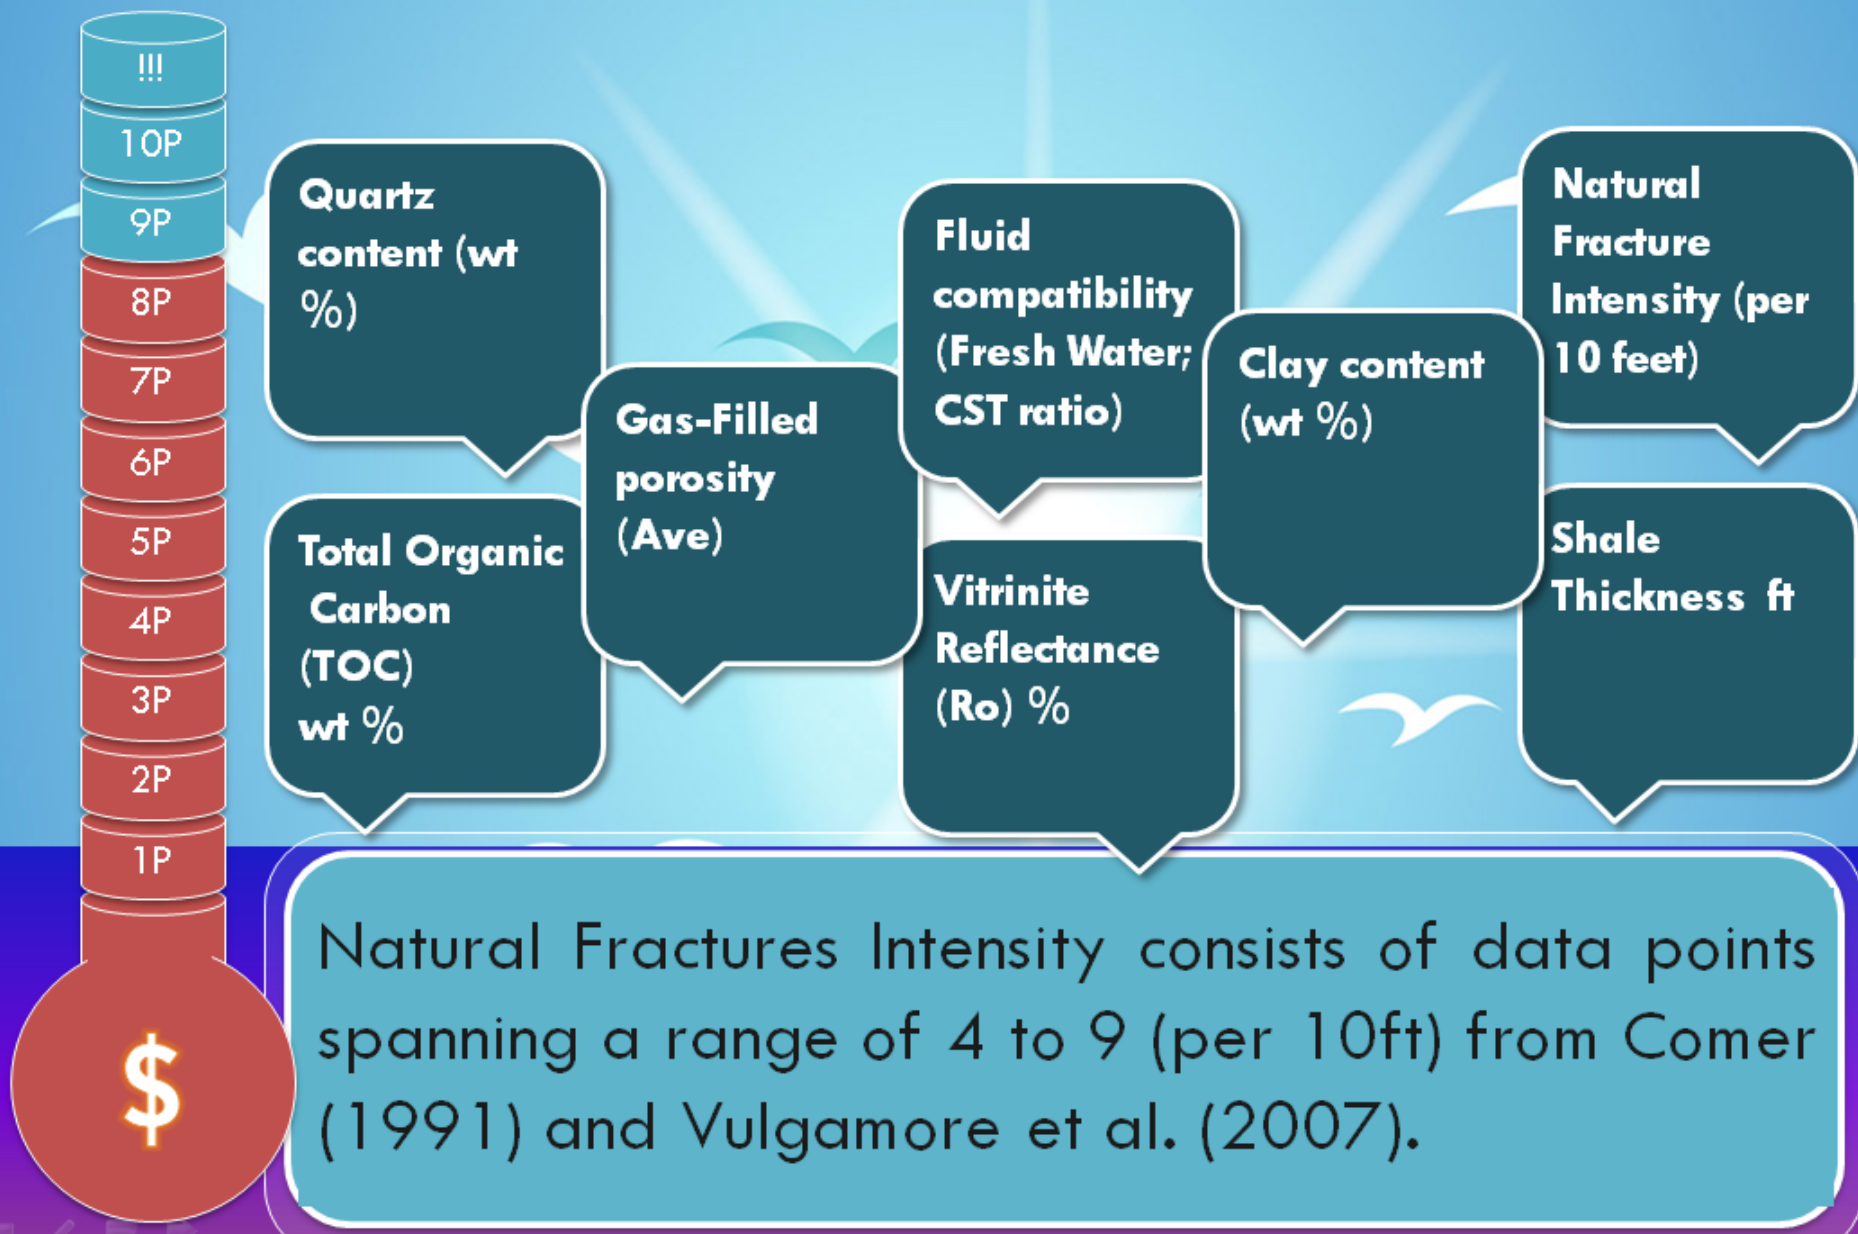 !!!
10P
9P
8P
7P
6P
5P
4P
3P
2P
1P
$
Quartz
content (wt
%)
Total Organic
Carbon
(TOC)
wt %
Gas-Filled
porosity
(Ave)
Fluid
compatibility
(Fresh Water;
CST ratio)
Vitrinite
Reflectance
(Ro) %
Clay content
(wt %)
Natural
Fracture
Intensity (per
10 feet)
Shale
Thickness ft
Natural Fractures Intensity consists of data points
spanning a range of 4 to 9 (per 10ft) from Comer
(1991) and Vulgamore et al. (2007).